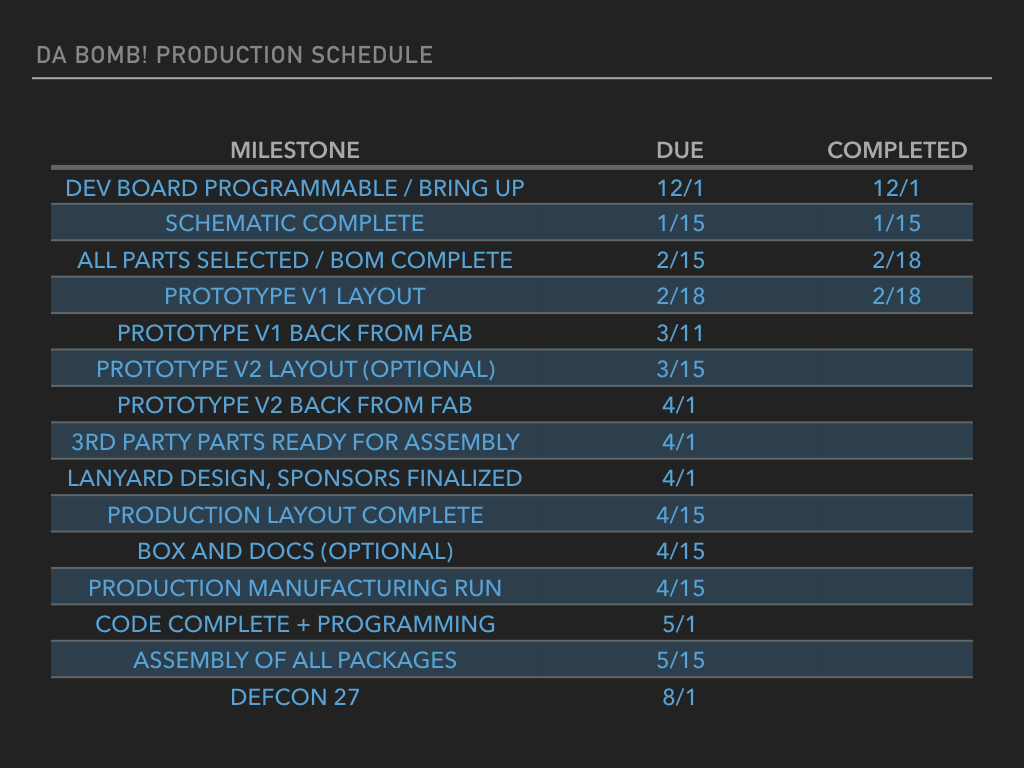 DA BOMB! PRODUCTION SCHEDULE
MILESTONE DUE COMPLETED
DEV BOARD PROGRAMMABLE / BRING UP 12/1 12/1
SCHEMATIC COMPLETE 1/15 1/15
ALL PARTS SELECTED / BOM COMPLETE 2/15 2/18
PROTOTYPE V1 LAYOUT 2/18 2/18
PROTOTYPE V1 BACK FROM FAB 3/11
PROTOTYPE V2 LAYOUT (OPTIONAL) 3/15
PROTOTYPE V2 BACK FROM FAB 4/1
3RD PARTY PARTS READY FOR ASSEMBLY 4/1
LANYARD DESIGN, SPONSORS FINALIZED 4/1
PRODUCTION LAYOUT COMPLETE 4/15
BOX AND DOCS (OPTIONAL) 4/15
PRODUCTION MANUFACTURING RUN 4/15
CODE COMPLETE + PROGRAMMING 5/1
ASSEMBLY OF ALL PACKAGES 5/15
DEFCON 27 8/1